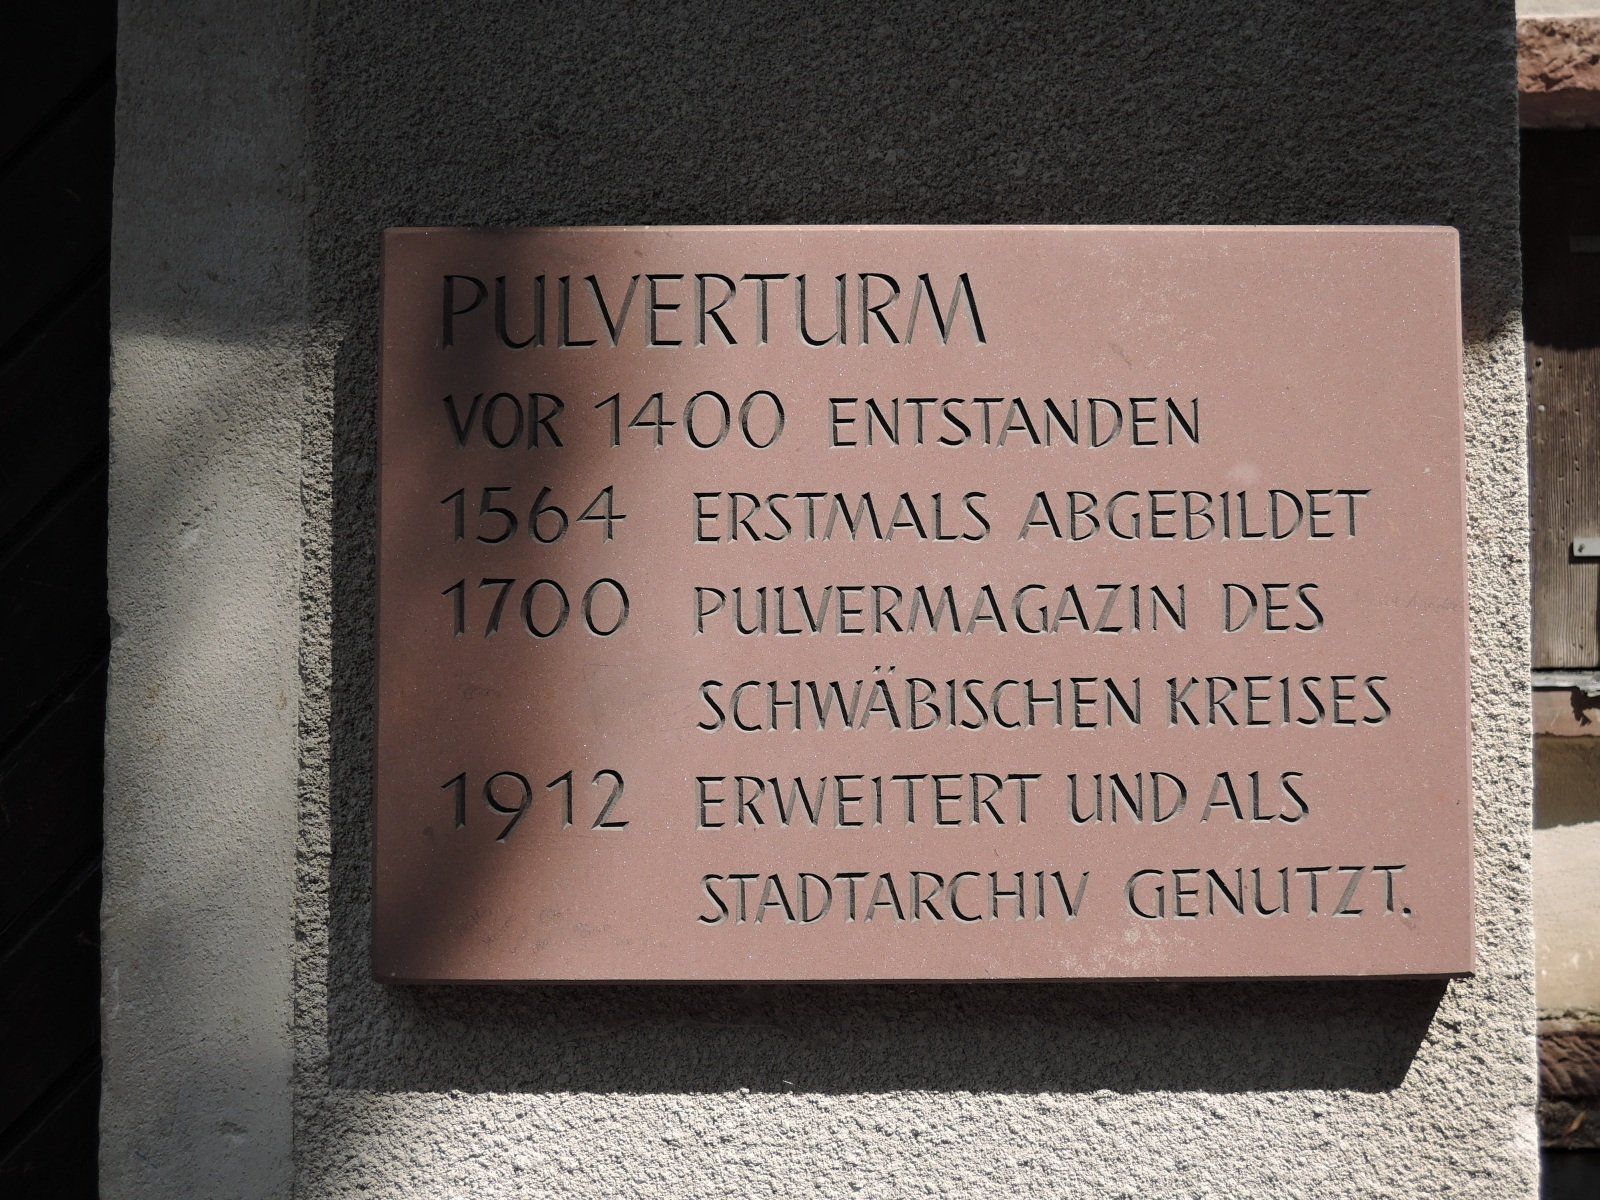 PULVERTURM
VOR 1400 ENTSTANDEN
1564 ERSTMALS ABGEBILDET
1700 PULVERMAGAZIN DES
SCHWÄBISCHEN KREISES
1912 ERWEITERT UND ALS
STADTARCHIV GENUTZT.